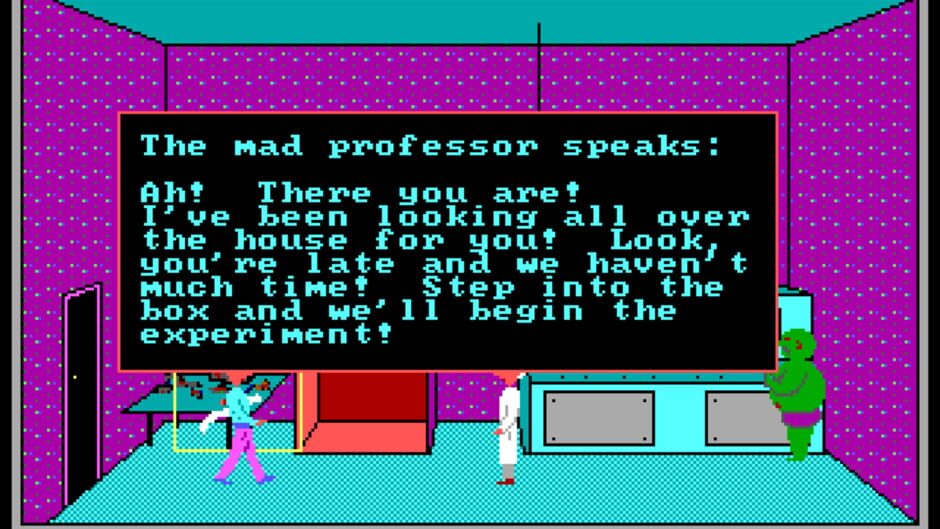 The mad professor speaks:
Ah! There you are!
I've been looking all over
the house for you! Look,
you're late and we haven't
much time! Step into the
box and we'll begin the
experiment!